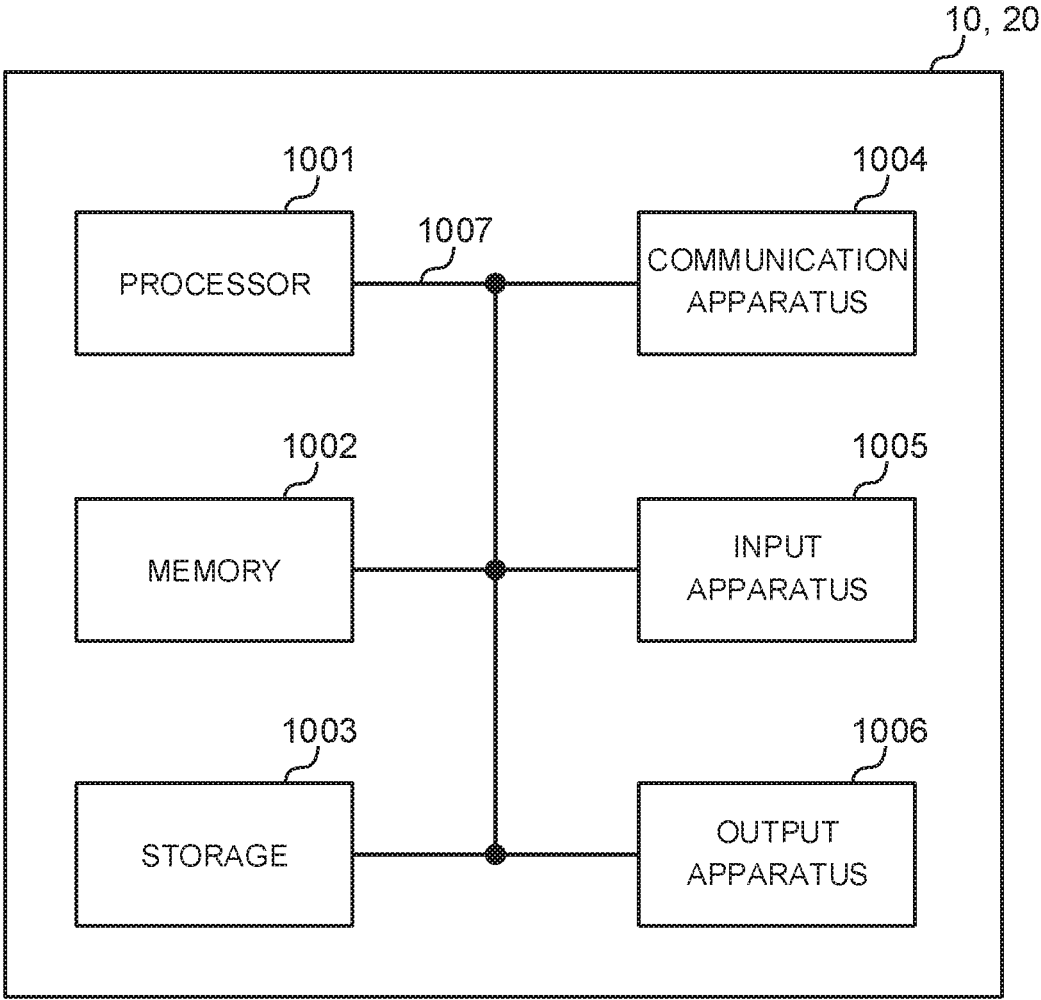 10, 20
1001
1004
1007
PROCESSOR
COMMUNICATION
APPARATUS
1002
1005
MEMORY
INPUT
APPARATUS
1003
1006
STORAGE
OUTPUT
APPARATUS